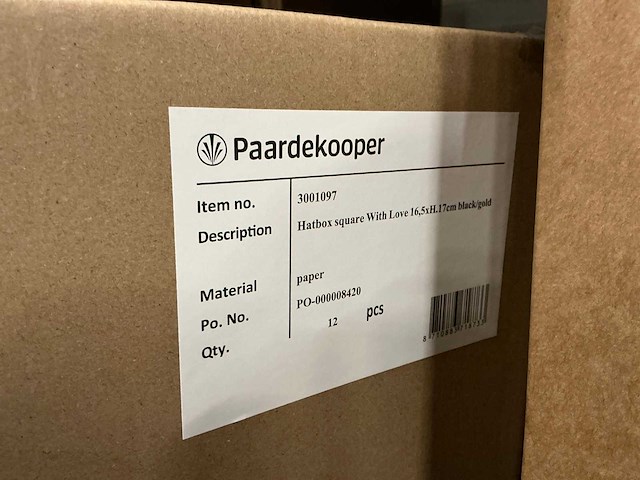 Paardekooper
Item no. 3001097
Description Hatbox square With Love 16,5xH.17cm black/gold
Material paper
Po. No. PO-000008420
Qty. 12 pcs